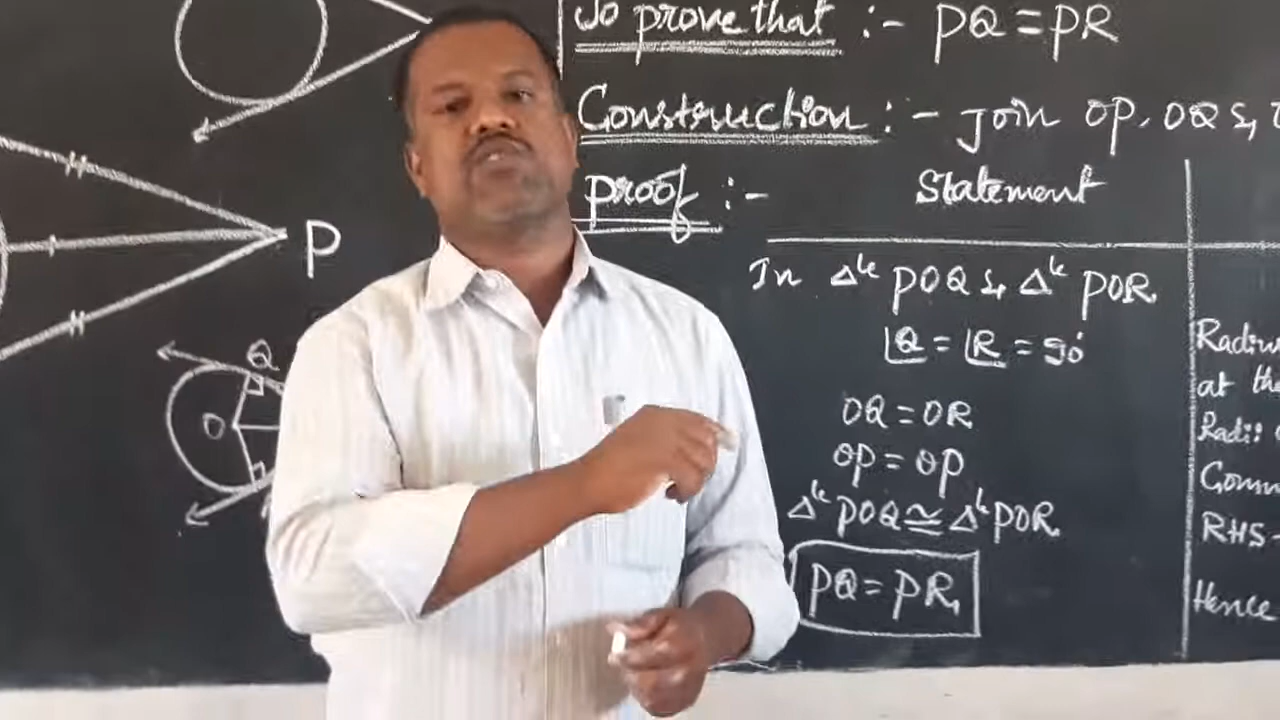 To prove that :- PQ = PR
Construction :- Join OP, OQ &
Proof :-
Statement
In Δle POQ & Δle POR
∟Q = ∟R = 90°
Radius
at the
OQ = OR
Radii
OP = OP
Δle POQ ≅ Δle POR
RHS-
PQ = PR,
Hence
P
Q
O